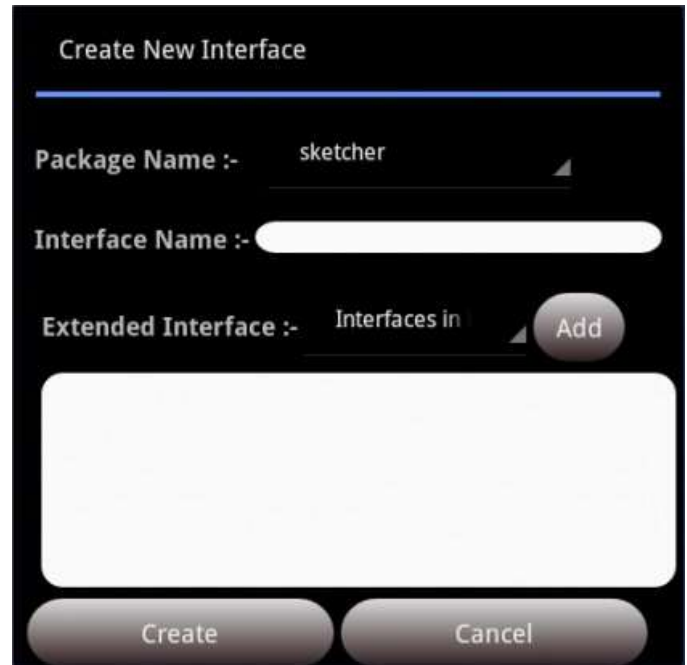 Create New Interface
Package Name :- sketcher
Interface Name :-
Extended Interface :- Interfaces in Add
Create Cancel